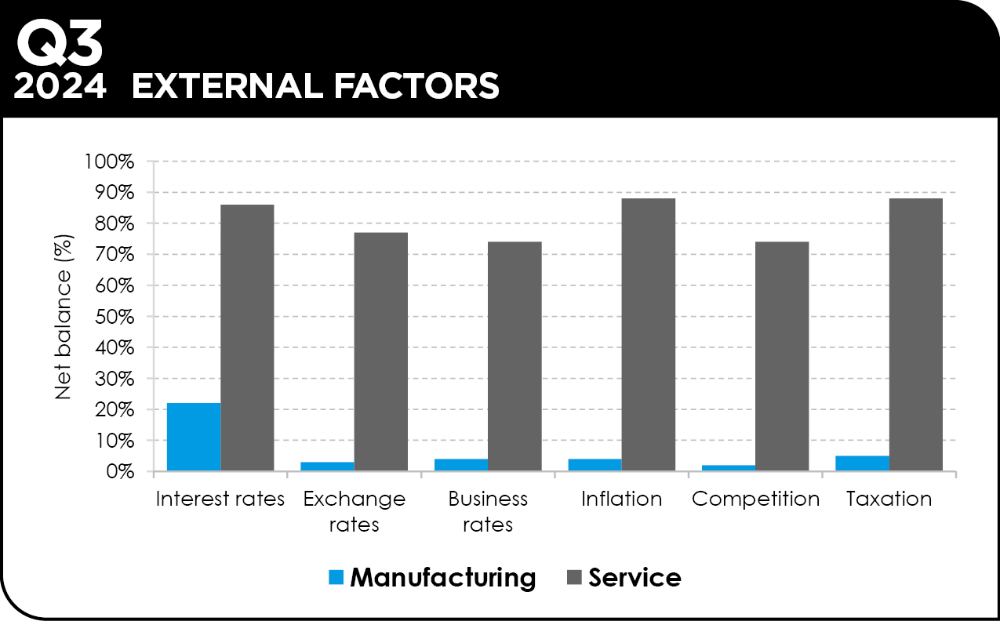 Q3
2024 EXTERNAL FACTORS
100%
90%
80%
70%
60%
50%
40%
30%
20%
10%
0%
Net balance (%)
Interest rates
Exchange
rates
Business
rates
Inflation
Competition
Taxation
Manufacturing
Service